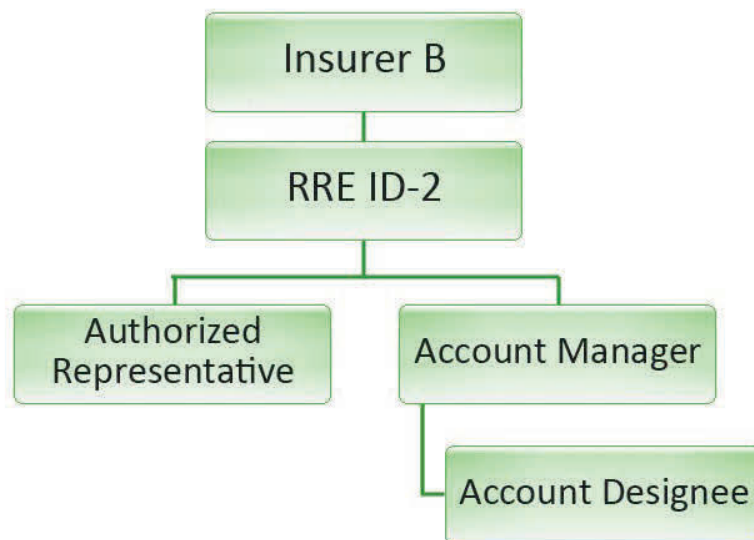 Insurer B
RRE ID-2
Authorized
Representative
Account Manager
Account Designee